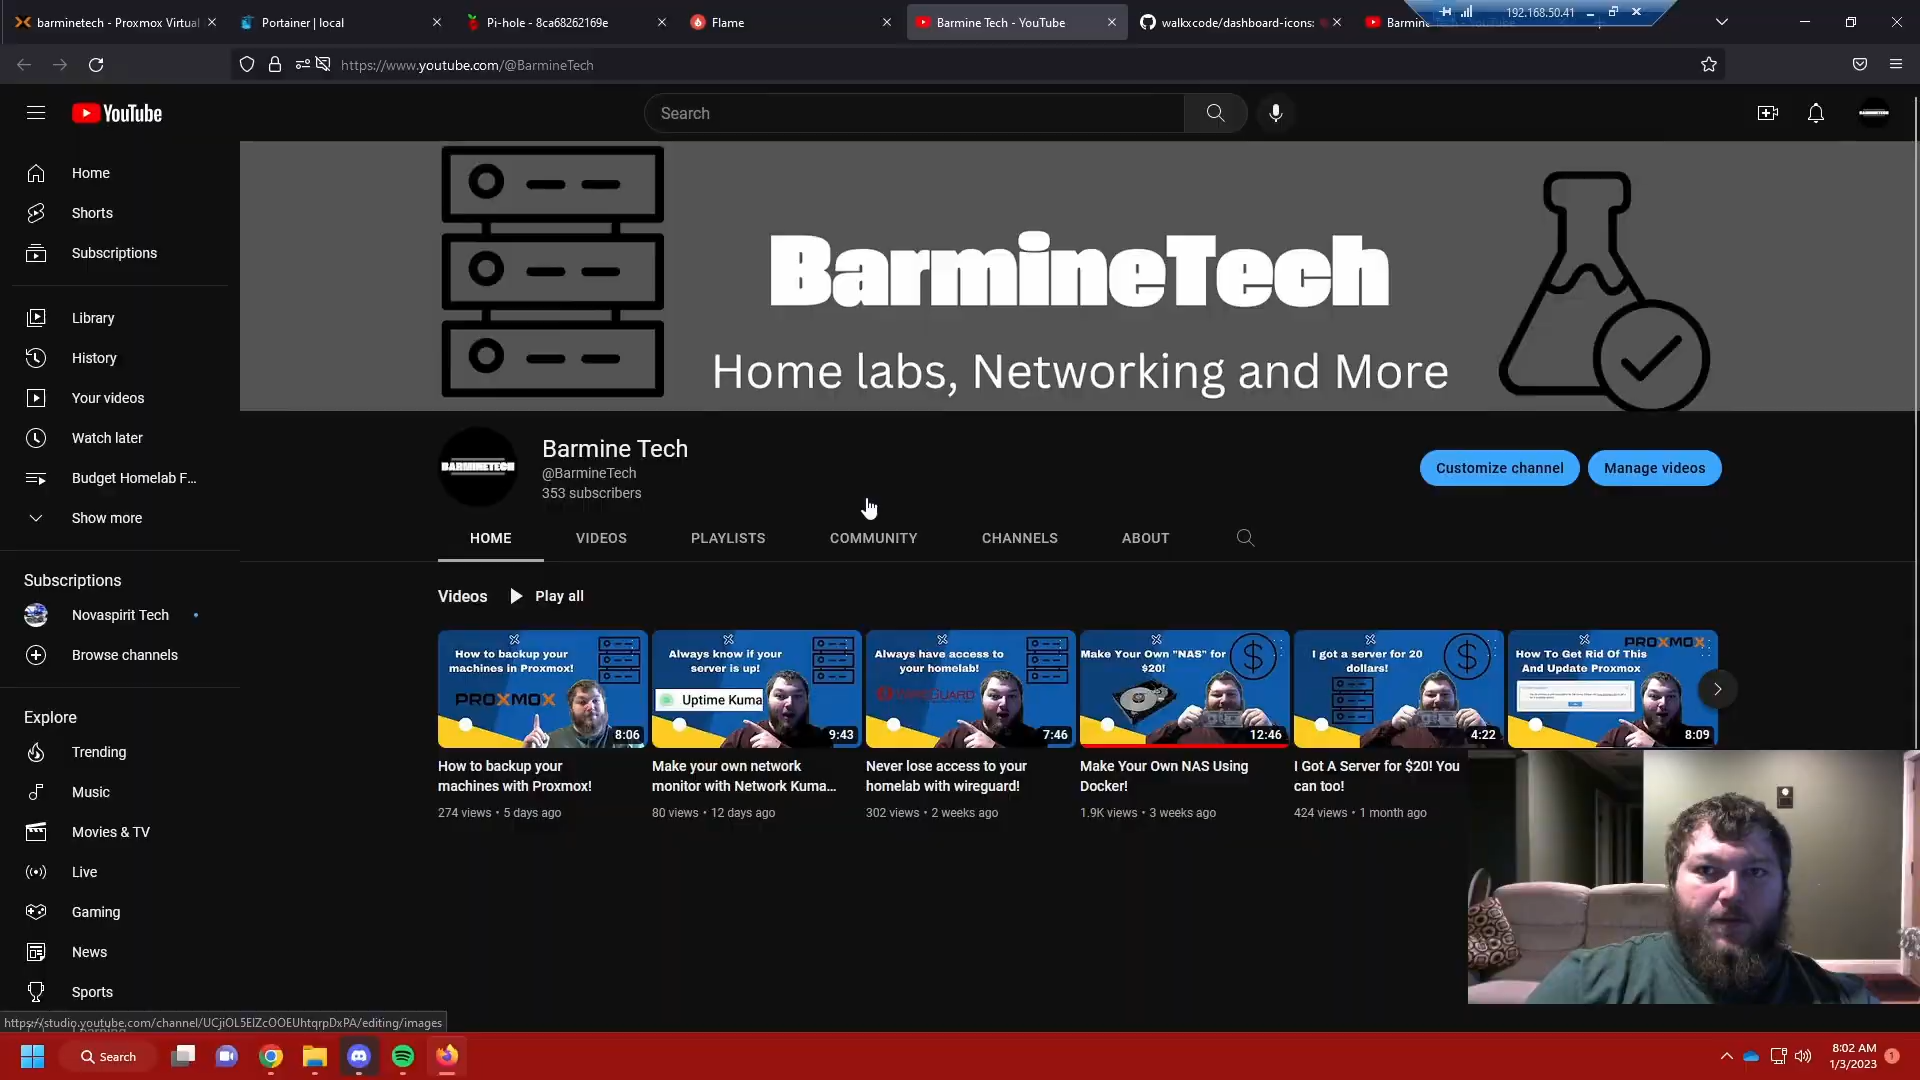 barminetech - Proxmox Virtual
Portainer | local
Pi-hole - 8ca68262169e
Flame
Barmine Tech - YouTube
walkxcode/dashboard-icons:
Barmine
192.168.50.41
https://www.youtube.com/@BarmineTech
YouTube
Search
Home
Shorts
Subscriptions
Library
History
Your videos
Watch later
Budget Homelab F...
Show more
Subscriptions
Novaspirit Tech
Browse channels
Explore
Trending
Music
Movies & TV
Live
Gaming
News
Sports
BarmineTech
Home labs, Networking and More
BARMINETECH
Barmine Tech
@BarmineTech
353 subscribers
Customize channel
Manage videos
HOME
VIDEOS
PLAYLISTS
COMMUNITY
CHANNELS
ABOUT
Videos
Play all
How to backup your
machines in Proxmox!
PROXMOX
8:06
How to backup your
machines with Proxmox!
274 views • 5 days ago
Always know if your
server is up!
Uptime Kuma
9:43
Make your own network
monitor with Network Kuma...
80 views • 12 days ago
Always have access to
your homelab!
WIREGUARD
7:46
Never lose access to your
homelab with wireguard!
302 views • 2 weeks ago
Make Your Own "NAS" for
$20!
12:46
Make Your Own NAS Using
Docker!
1.9K views • 3 weeks ago
I got a server for 20
dollars!
4:22
I Got A Server for $20! You
can too!
424 views • 1 month ago
PROXMOX
How To Get Rid Of This
And Update Proxmox
8:09
https://studio.youtube.com/channel/UCjiOL5ElZcOOEUhtqrpDxPA/editing/images
Search
8:02 AM
1/3/2023
1